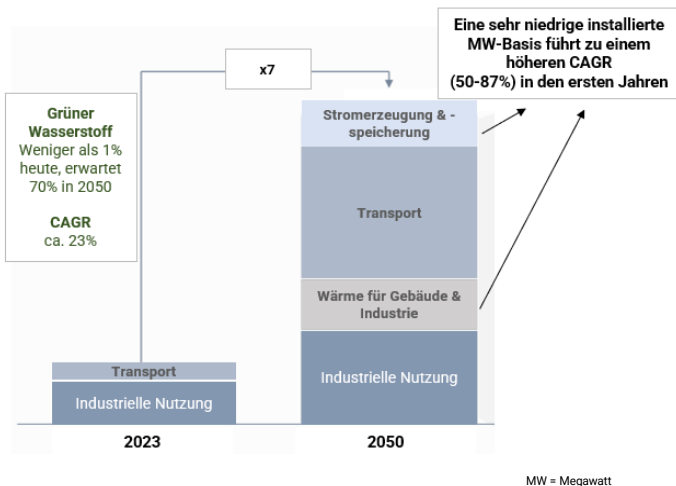 Eine sehr niedrige installierte
MW-Basis führt zu einem
höheren CAGR
(50-87%) in den ersten Jahren
x7
Grüner
Wasserstoff
Weniger als 1%
heute, erwartet
70% in 2050
CAGR
ca. 23%
Stromerzeugung & -
speicherung
Transport
Wärme für Gebäude &
Industrie
Industrielle Nutzung
Transport
Industrielle Nutzung
2023
2050
MW = Megawatt